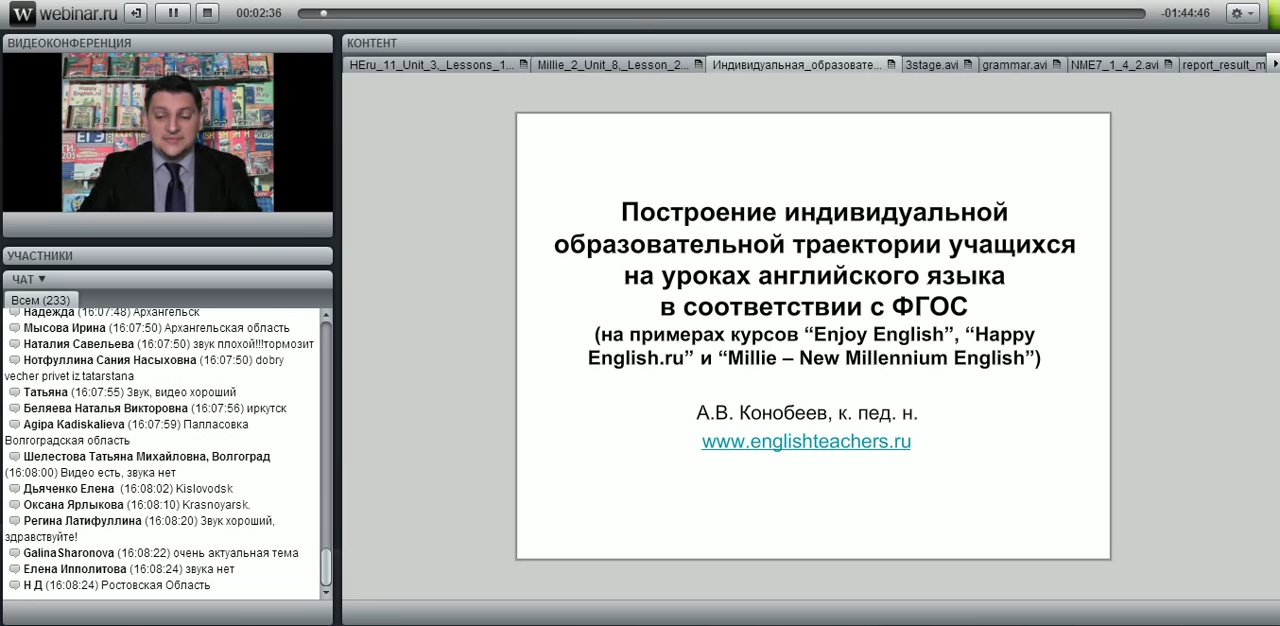 W webinar.ru
00:02:36
-01:44:46
ВИДЕОКОНФЕРЕНЦИЯ
Happy
English.ru
ЕГЭ
УЧАСТНИКИ
ЧАТ ▼
Всем (233)
Надежда (16:07:48) Архангельск
Мысова Ирина (16:07:50) Архангельская область
Наталия Савельева (16:07:50) звук плохой!!!тормозит
Нотфуллина Сания Насыховна (16:07:50) dobry
vecher privet iz tatarstana
Татьяна (16:07:55) Звук, видео хороший
Беляева Наталья Викторовна (16:07:56) иркутск
Agipa Kadiskalieva (16:07:59) Палласовка
Волгоградская область
Шелестова Татьяна Михайловна, Волгоград
(16:08:00) Видео есть, звука нет
Дьяченко Елена (16:08:02) Kislovodsk
Оксана Ярлыкова (16:08:10) Krasnoyarsk.
Регина Латифуллина (16:08:20) Звук хороший,
здравствуйте!
GalinaSharonova (16:08:22) очень актуальная тема
Елена Ипполитова (16:08:24) звука нет
Н Д (16:08:24) Ростовская Область
КОНТЕНТ
HEru_11_Unit_3,_Lessons_1... Millie_2_Unit_8,_Lesson_2... Индивидуальная_образовате... 3stage.avi grammar.avi NME7_1_4_2.avi report_result_m
Построение индивидуальной
образовательной траектории учащихся
на уроках английского языка
в соответствии с ФГОС
(на примерах курсов “Enjoy English”, “Happy
English.ru” и “Millie – New Millennium English”)
А.В. Конобеев, к. пед. н.
www.englishteachers.ru